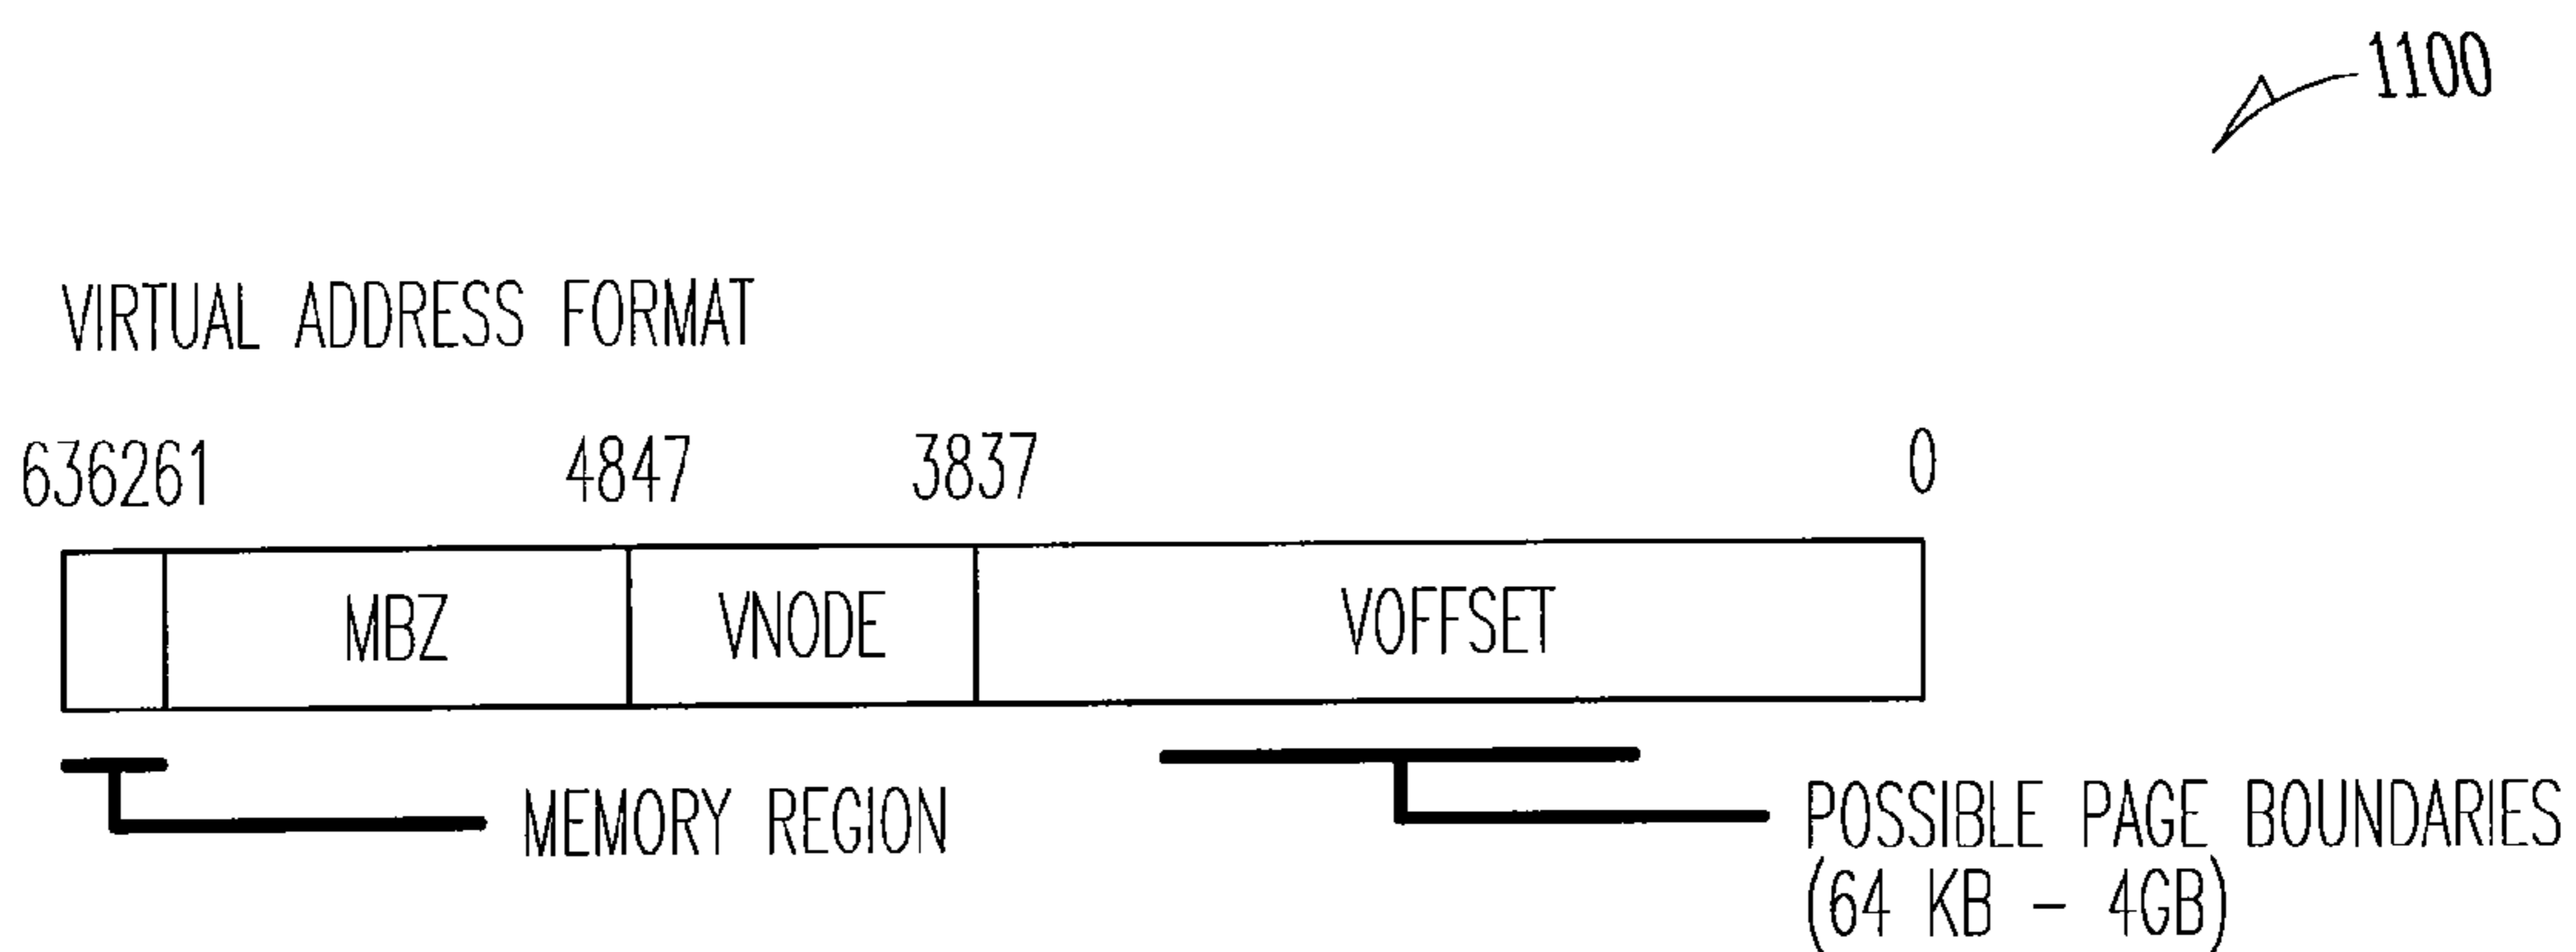 1100
VIRTUAL ADDRESS FORMAT
636261 4847 3837 0
MBZ VNODE VOFFSET
MEMORY REGION
POSSIBLE PAGE BOUNDARIES
(64 KB - 4GB)